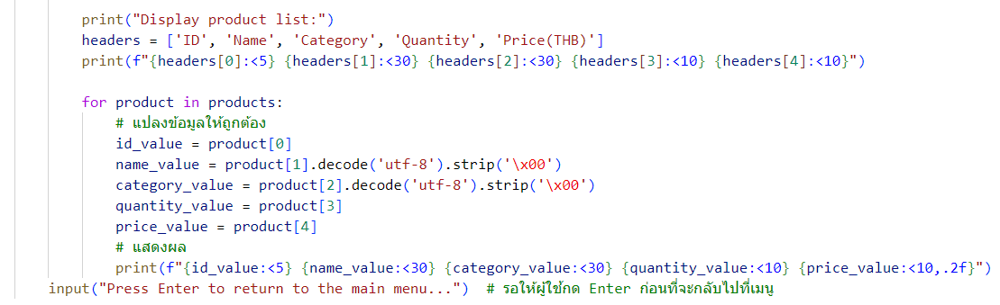 print("Display product list:")
headers = ['ID', 'Name', 'Category', 'Quantity', 'Price(THB)']
print(f"{headers[0]:<5} {headers[1]:<30} {headers[2]:<30} {headers[3]:<10} {headers[4]:<10}")
for product in products:
# แปลงข้อมูลให้ถูกต้อง
id_value = product[0]
name_value = product[1].decode('utf-8').strip('\x00')
category_value = product[2].decode('utf-8').strip('\x00')
quantity_value = product[3]
price_value = product[4]
# แสดงผล
print(f"{id_value:<5} {name_value:<30} {category_value:<30} {quantity_value:<10} {price_value:<10,.2f}")
input("Press Enter to return to the main menu...")  # รอให้ผู้ใช้กด Enter ก่อนที่จะกลับไปที่เมนู